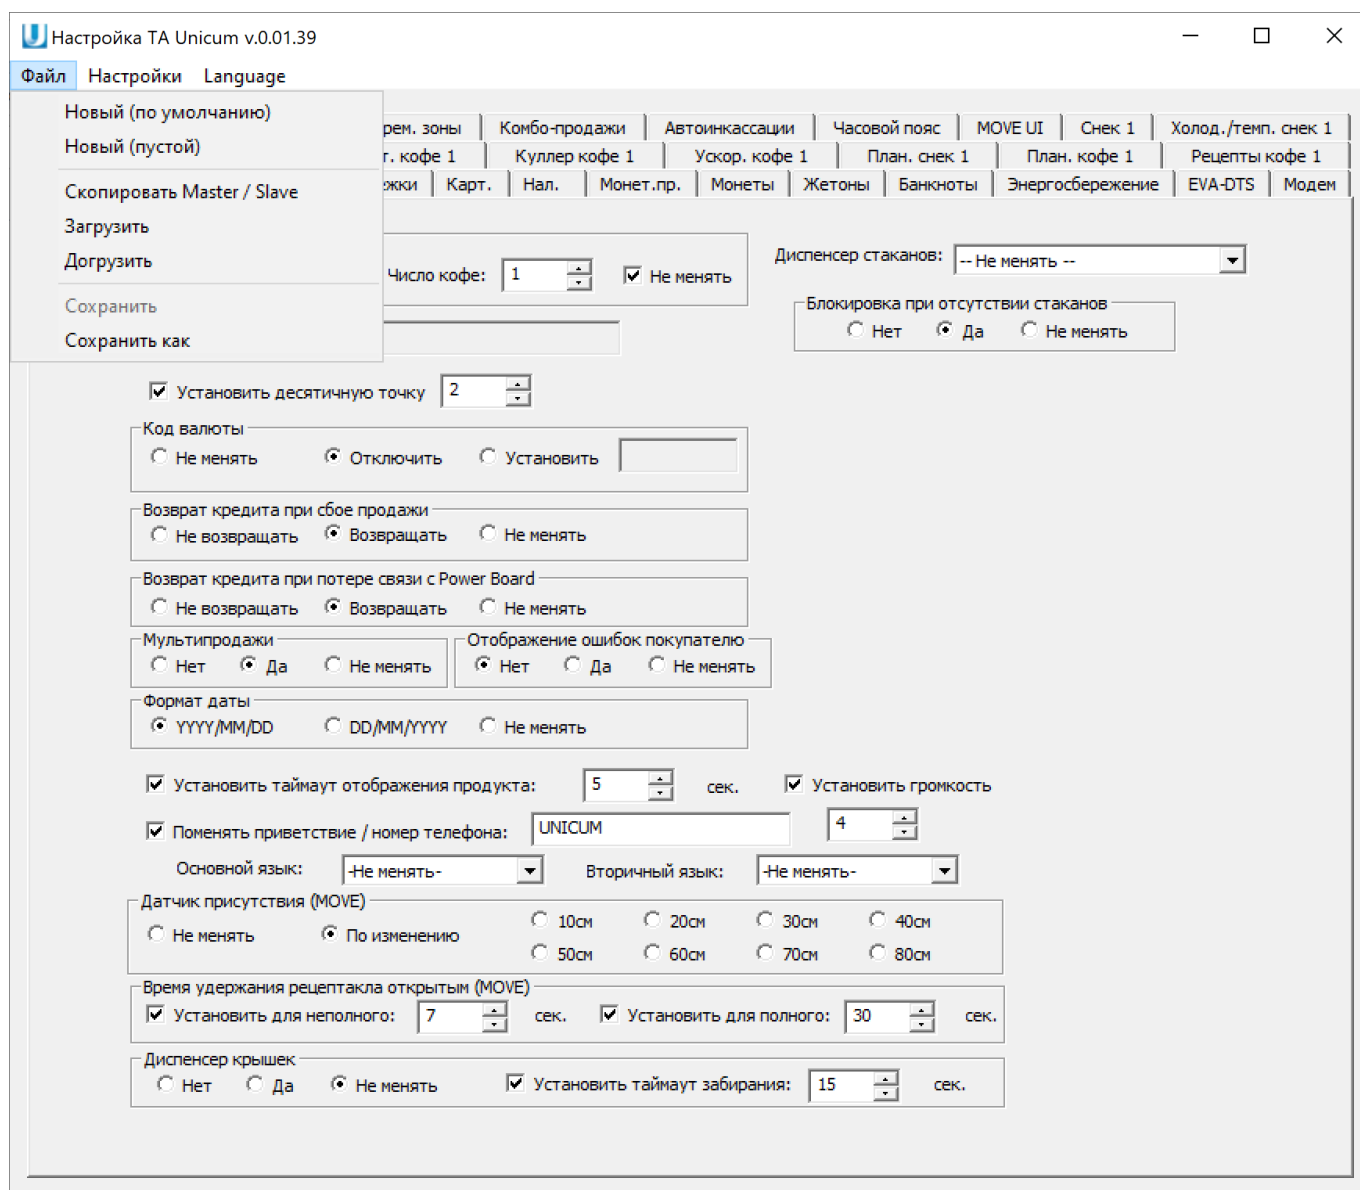 Настройка ТА Unicum v.0.01.39
Файл Настройки Language
Новый (по умолчанию)
Новый (пустой)
Скопировать Master / Slave
Загрузить
Догрузить
Сохранить
Сохранить как
рем. зоны Комбо-продажи Автоинкассации Часовой пояс MOVE UI Снек 1 Холод./темп. снек 1
т. кофе 1 Куллер кофе 1 Ускор. кофе 1 План. снек 1 План. кофе 1 Рецепты кофе 1
жки Карт. Нал. Монет.пр. Монеты Жетоны Банкноты Энергосбережение EVA-DTS Модем
Число кофе: 1 Не менять
Диспенсер стаканов: -- Не менять --
Блокировка при отсутствии стаканов
Нет Да Не менять
Установить десятичную точку 2
Код валюты
Не менять Отключить Установить
Возврат кредита при сбое продажи
Не возвращать Возвращать Не менять
Возврат кредита при потере связи с Power Board
Не возвращать Возвращать Не менять
Мультипродажи Отображение ошибок покупателю
Нет Да Не менять Нет Да Не менять
Формат даты
YYYY/MM/DD DD/MM/YYYY Не менять
Установить таймаут отображения продукта: 5 сек. Установить громкость
Поменять приветствие / номер телефона: UNICUM 4
Основной язык: -Не менять- Вторичный язык: -Не менять-
Датчик присутствия (MOVE)
Не менять По изменению 10см 20см 30см 40см
50см 60см 70см 80см
Время удержания рецептакла открытым (MOVE)
Установить для неполного: 7 сек. Установить для полного: 30 сек.
Диспенсер крышек
Нет Да Не менять Установить таймаут забирания: 15 сек.